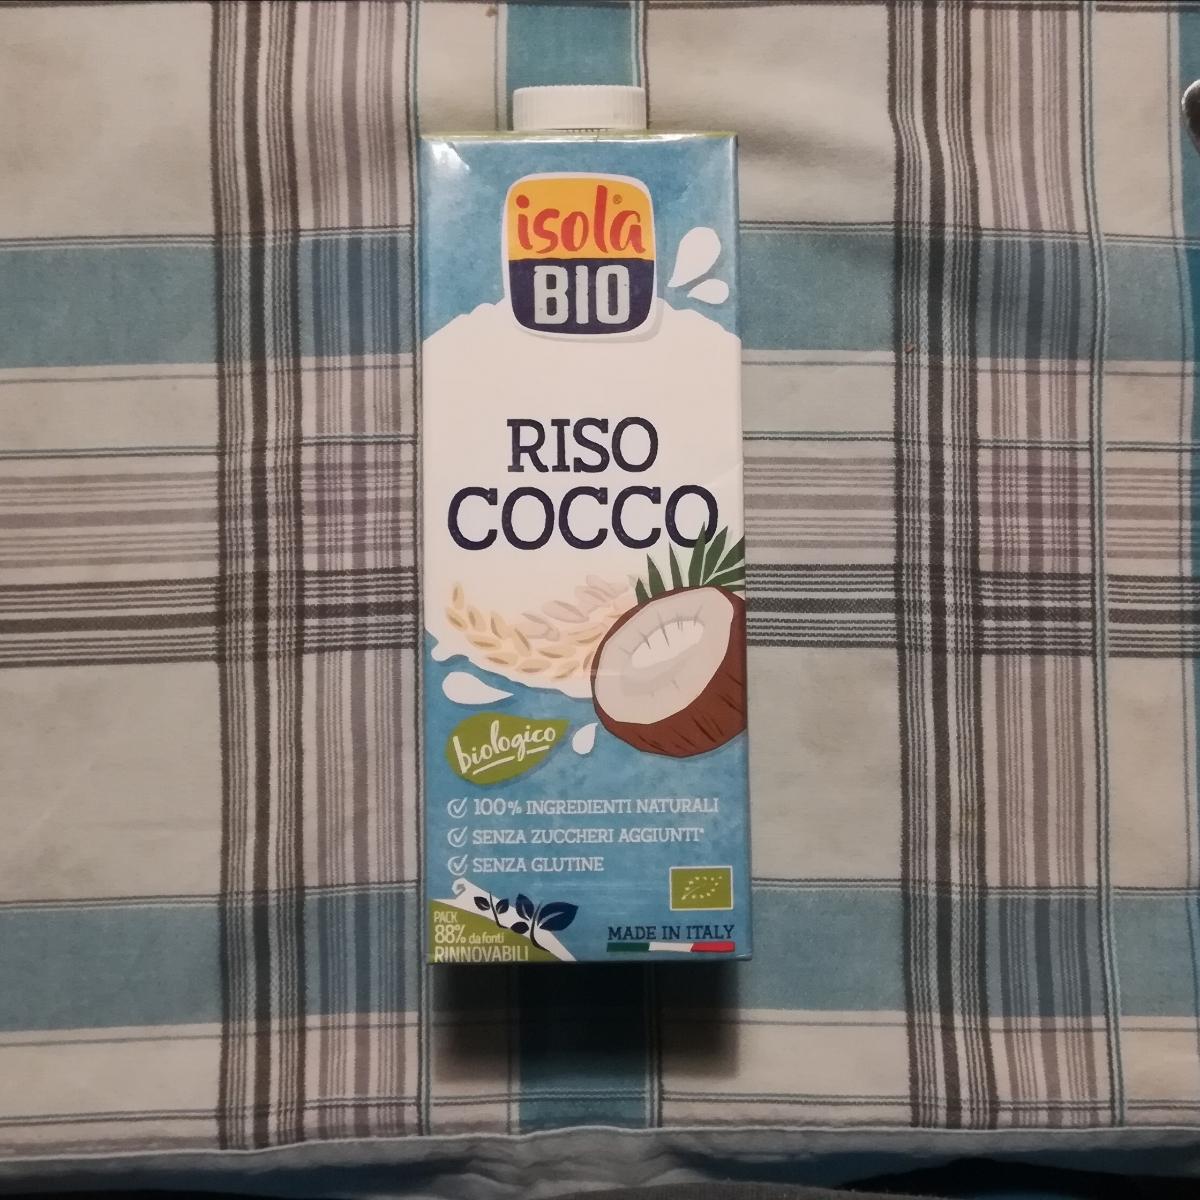 isola®
BIO
RISO
COCCO
biologico
100% INGREDIENTI NATURALI
SENZA ZUCCHERI AGGIUNTI*
SENZA GLUTINE
PACK
88% da fonti
RINNOVABILI
MADE IN ITALY